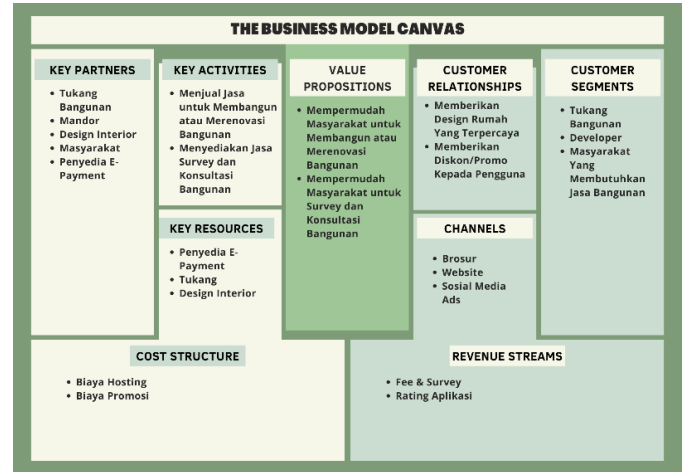 THE BUSINESS MODEL CANVAS
KEY PARTNERS
• Tukang
Bangunan
• Mandor
• Design Interior
• Masyarakat
• Penyedia E-
Payment
KEY ACTIVITIES
• Menjual Jasa
untuk Membangun
atau Merenovasi
Bangunan
• Menyediakan Jasa
Survey dan
Konsultasi
Bangunan
KEY RESOURCES
• Penyedia E-
Payment
• Tukang
• Design Interior
VALUE
PROPOSITIONS
• Mempermudah
Masyarakat untuk
Membangun atau
Merenovasi
Bangunan
• Mempermudah
Masyarakat untuk
Survey dan
Konsultasi
Bangunan
CUSTOMER
RELATIONSHIPS
• Memberikan
Design Rumah
Yang Terpercaya
• Memberikan
Diskon/Promo
Kepada Pengguna
CHANNELS
• Brosur
• Website
• Sosial Media
Ads
CUSTOMER
SEGMENTS
• Tukang
Bangunan
• Developer
• Masyarakat
Yang
Membutuhkan
Jasa Bangunan
COST STRUCTURE
• Biaya Hosting
• Biaya Promosi
REVENUE STREAMS
• Fee & Survey
• Rating Aplikasi